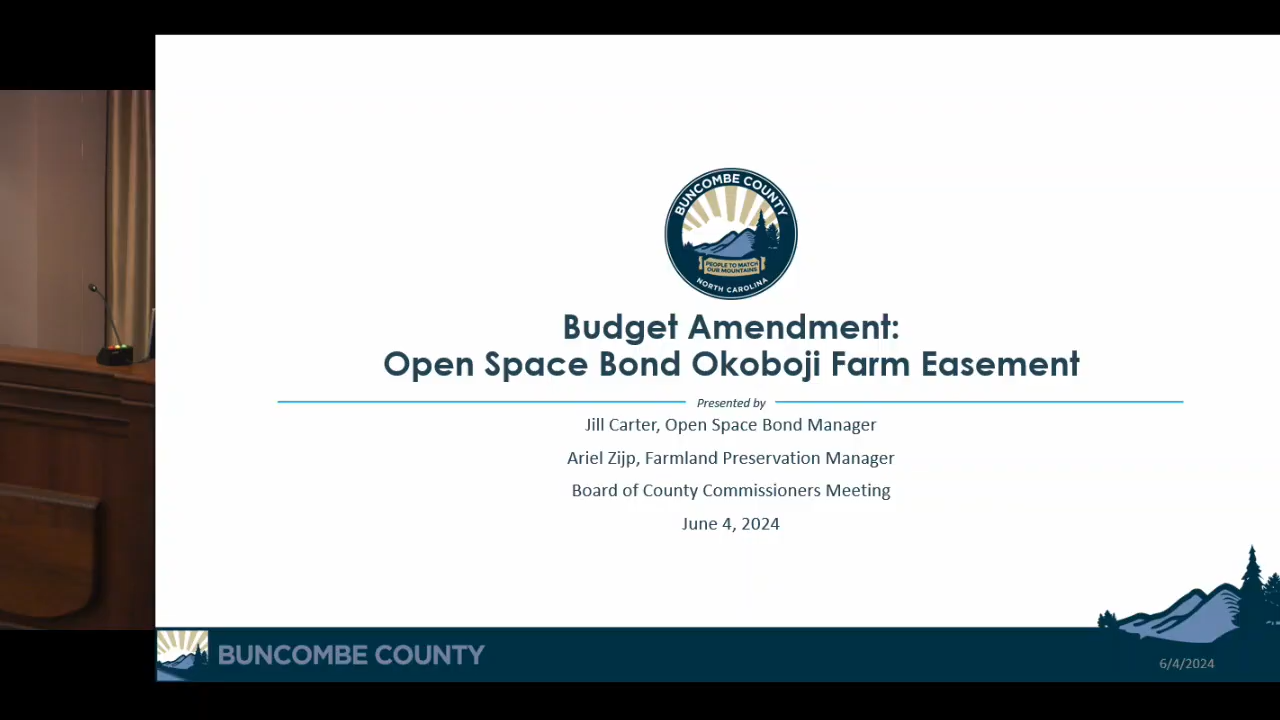 BUNCOMBE COUNTY
PEOPLE TO MATCH
OUR MOUNTAINS
NORTH CAROLINA
Budget Amendment:
Open Space Bond Okoboji Farm Easement
Presented by
Jill Carter, Open Space Bond Manager
Ariel Zijp, Farmland Preservation Manager
Board of County Commissioners Meeting
June 4, 2024
BUNCOMBE COUNTY
6/4/2024